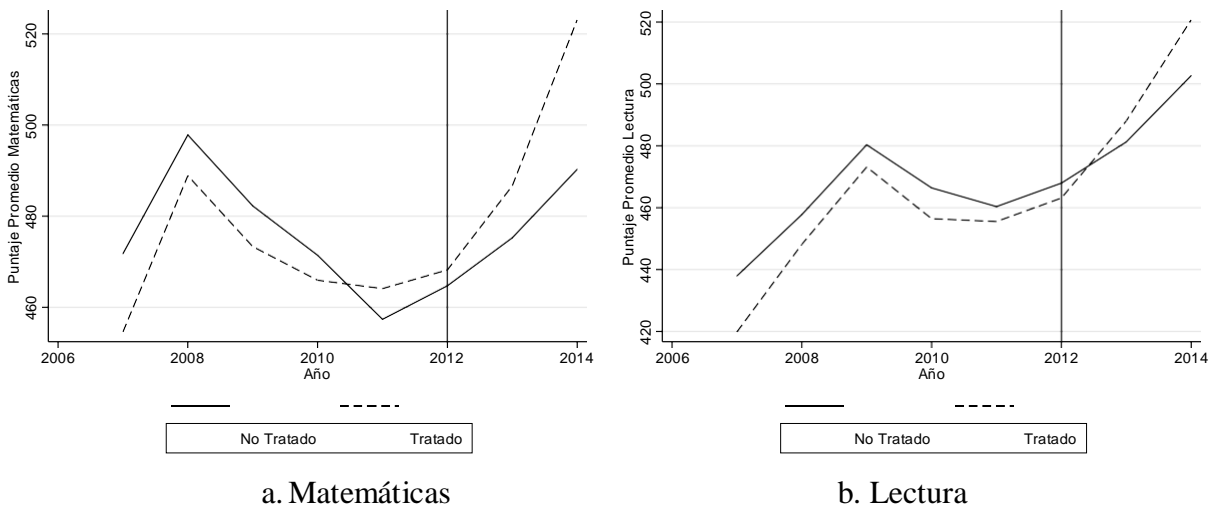 Puntaje Promedio Matemáticas
520
500
480
460
2006
2008
2010
2012
2014
Año
No Tratado
Tratado
a. Matemáticas
Puntaje Promedio Lectura
520
500
480
460
440
420
2006
2008
2010
2012
2014
Año
No Tratado
Tratado
b. Lectura